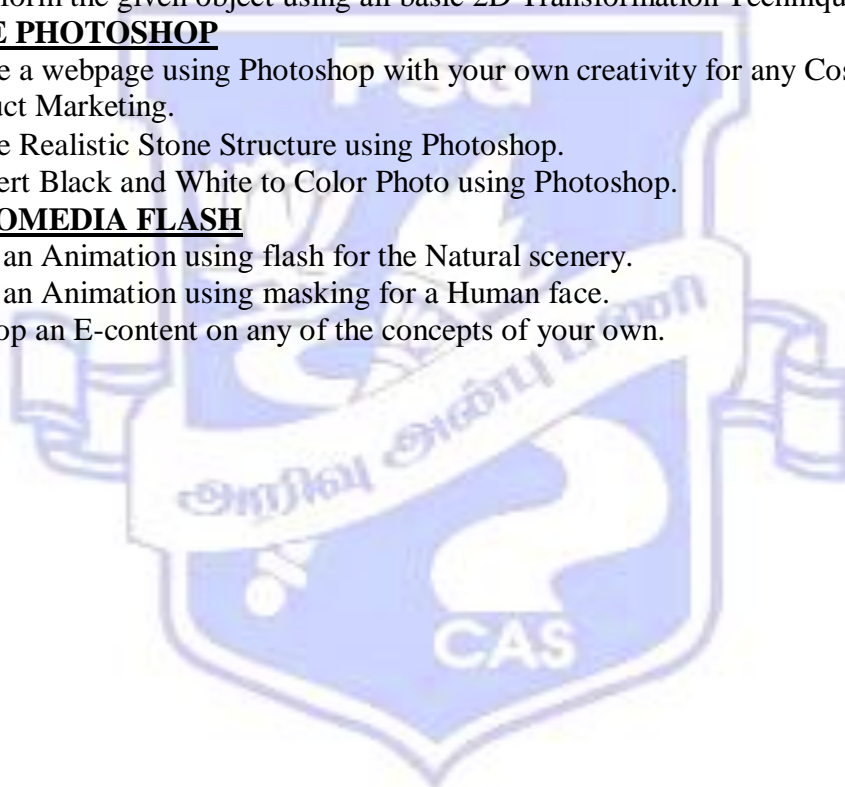 form the given object using all basic 2D Transformation Techniqu
E PHOTOSHOP
e a webpage using Photoshop with your own creativity for any Cos
uct Marketing.
e Realistic Stone Structure using Photoshop.
ert Black and White to Color Photo using Photoshop.
OMEDIA FLASH
an Animation using flash for the Natural scenery.
an Animation using masking for a Human face.
op an E-content on any of the concepts of your own.
PSG
அறிவு அன்பு பணி
CAS